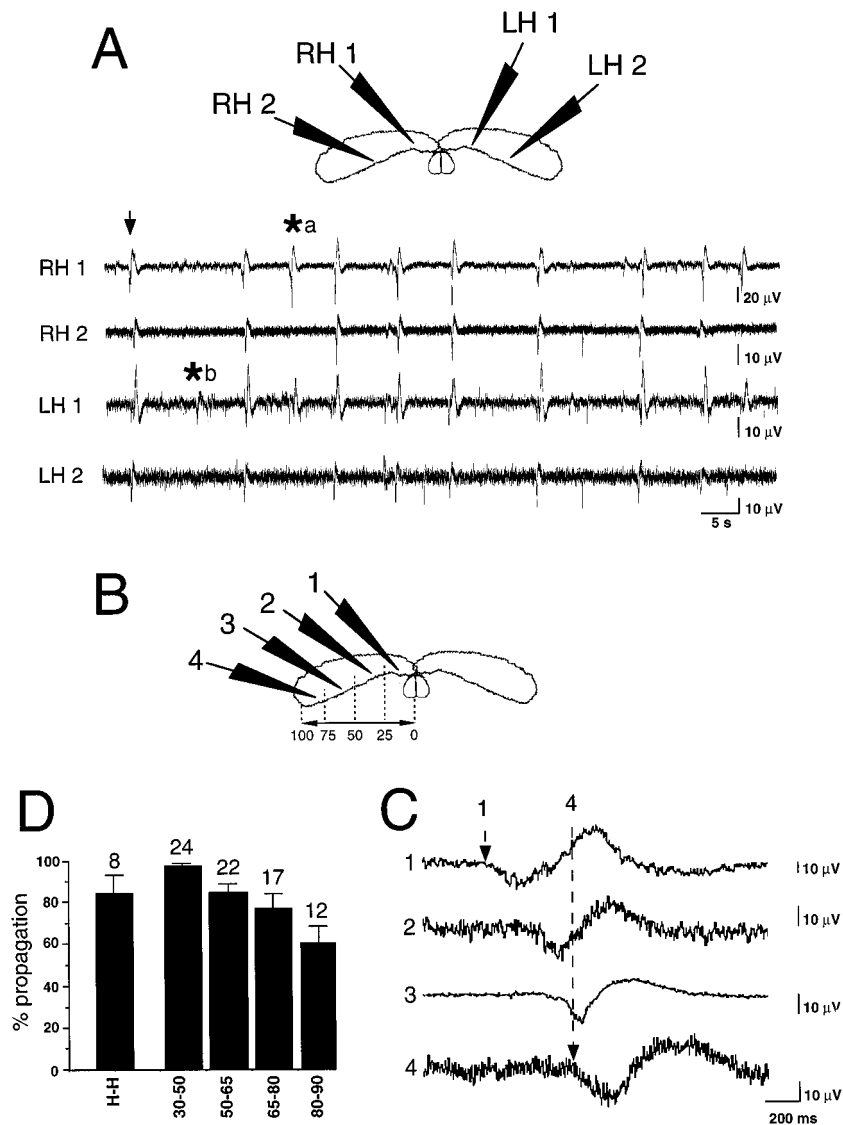 A
RH 1
LH 1
RH 2
LH 2
*a
RH 1
20 µV
RH 2
10 µV
*b
LH 1
10 µV
LH 2
10 µV
5 s
B
1
2
3
4
100 75 50 25 0
D
C
% propagation
100
80
60
40
20
0
8
24
22
17
12
H-H
30-50
50-65
65-80
80-90
1
4
1
10 µV
2
10 µV
3
10 µV
4
10 µV
200 ms